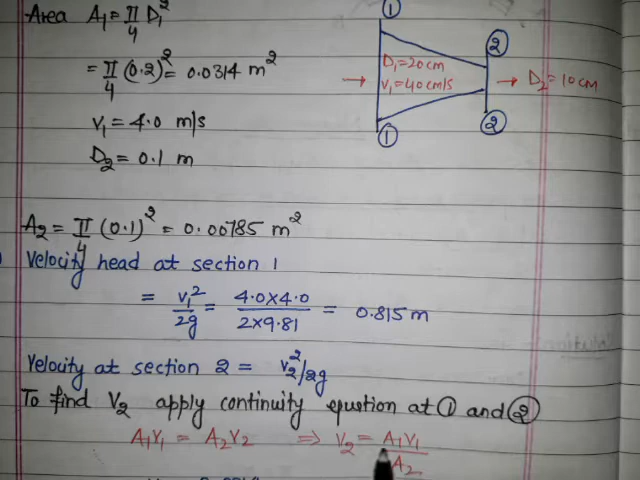 Area A₁ = π/4 D₁²
= π/4 (0.2)² = 0.0314 m²
V₁ = 4.0 m/s
D₂ = 0.1 m
①
②
D₁=20cm
V₁=40cm/s
→ D₂=10cm
①
②
A₂ = π/4 (0.1)² = 0.00785 m²
Velocity head at section 1
= V₁²/2g = 4.0×4.0/2×9.81 = 0.815 m
Velocity at section 2 = V₂²/2g
To find V₂ apply continuity equstion at ① and ②
A₁V₁ = A₂V₂ ⇒ V₂ = A₁V₁/A₂